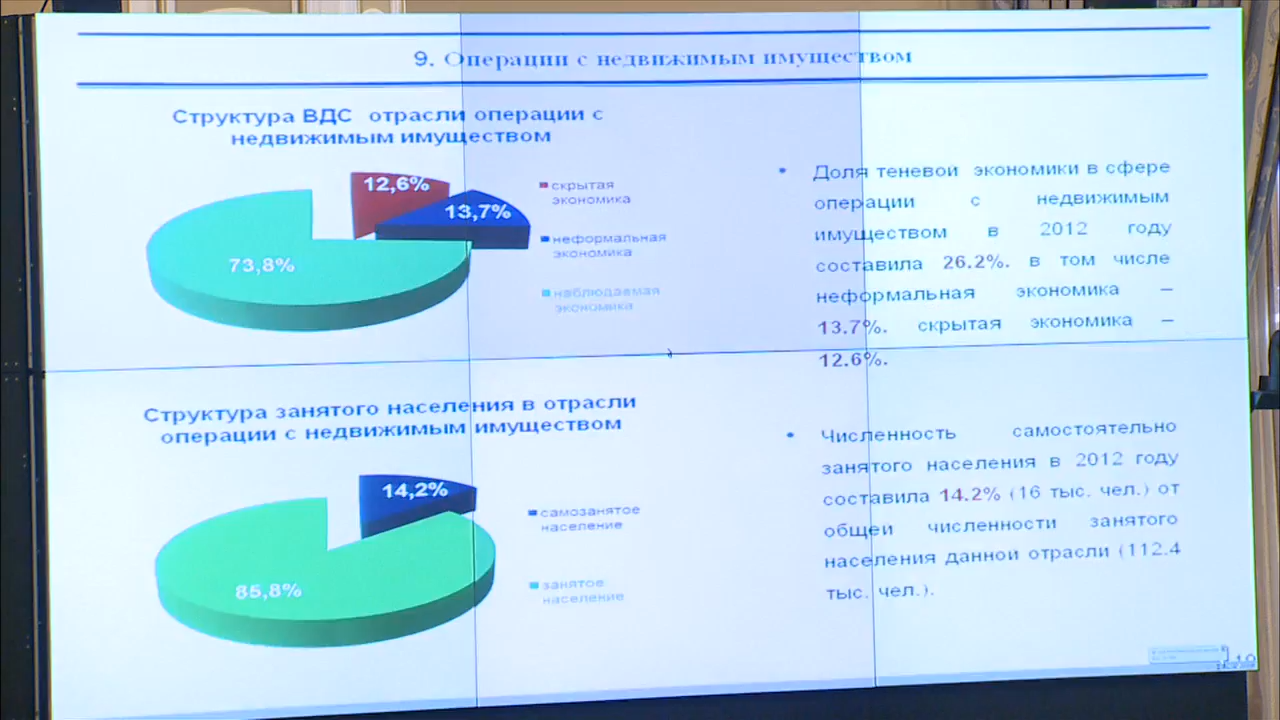 9. Операции с недвижимым имуществом
Структура ВДС отрасли операции с
недвижимым имуществом
12,6%
13,7%
73,8%
скрытая
экономика
неформальная
экономика
наблюдаемая
экономика
• Доля теневой экономики в сфере
операции с недвижимым
имуществом в 2012 году
составила 26.2%. в том числе
неформальная экономика –
13.7%. скрытая экономика –
12.6%.
Структура занятого населения в отрасли
операции с недвижимым имуществом
14,2%
85,8%
самозанятое
население
занятое
население
• Численность самостоятельно
занятого населения в 2012 году
составила 14.2% (16 тыс. чел.) от
общей численности занятого
населения данной отрасли (112.4
тыс. чел.).